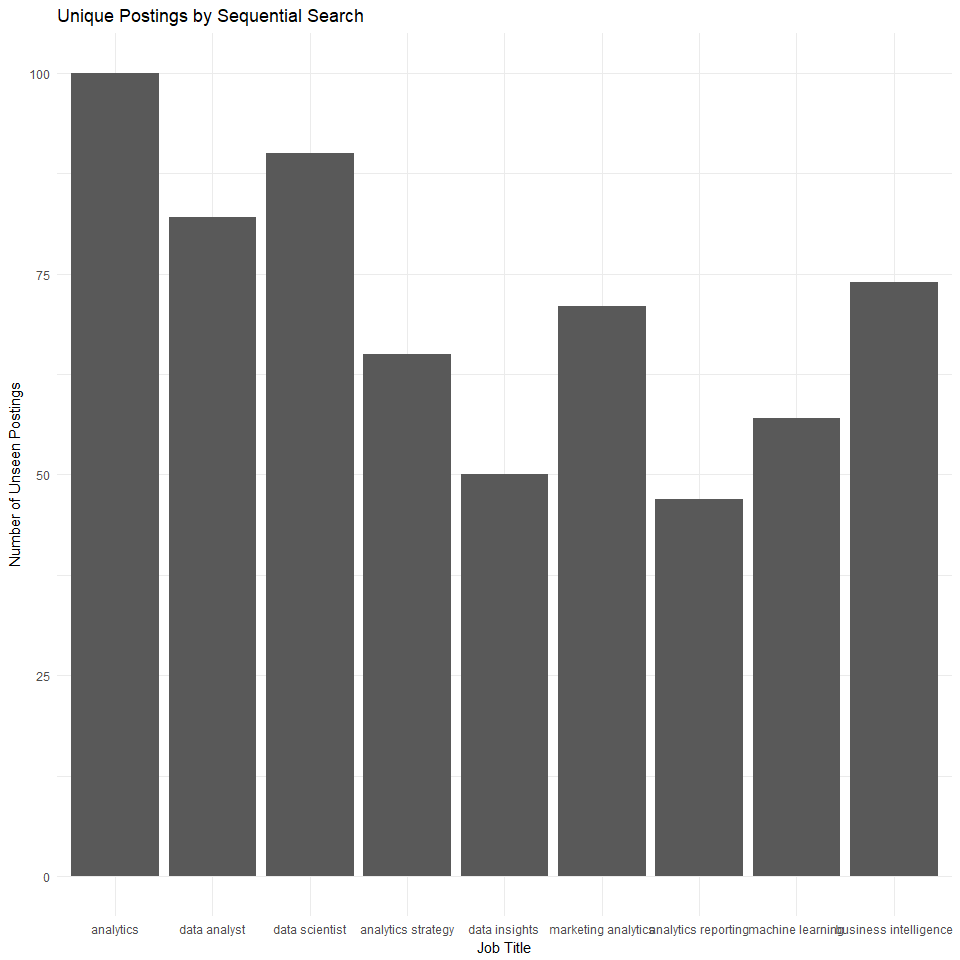 Unique Postings by Sequential Search
Number of Unseen Postings
100
75
50
25
0
analytics
data analyst
data scientist
analytics strategy
data insights
marketing analytics
analytics reporting
machine learning
business intelligence
Job Title